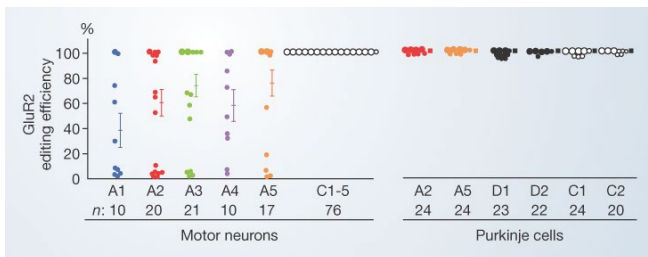 %
GluR2
editing efficiency
100
80
60
40
20
0
A1 A2 A3 A4 A5 C1-5 A2 A5 D1 D2 C1 C2
n: 10 20 21 10 17 76 24 24 23 22 24 20
Motor neurons Purkinje cells